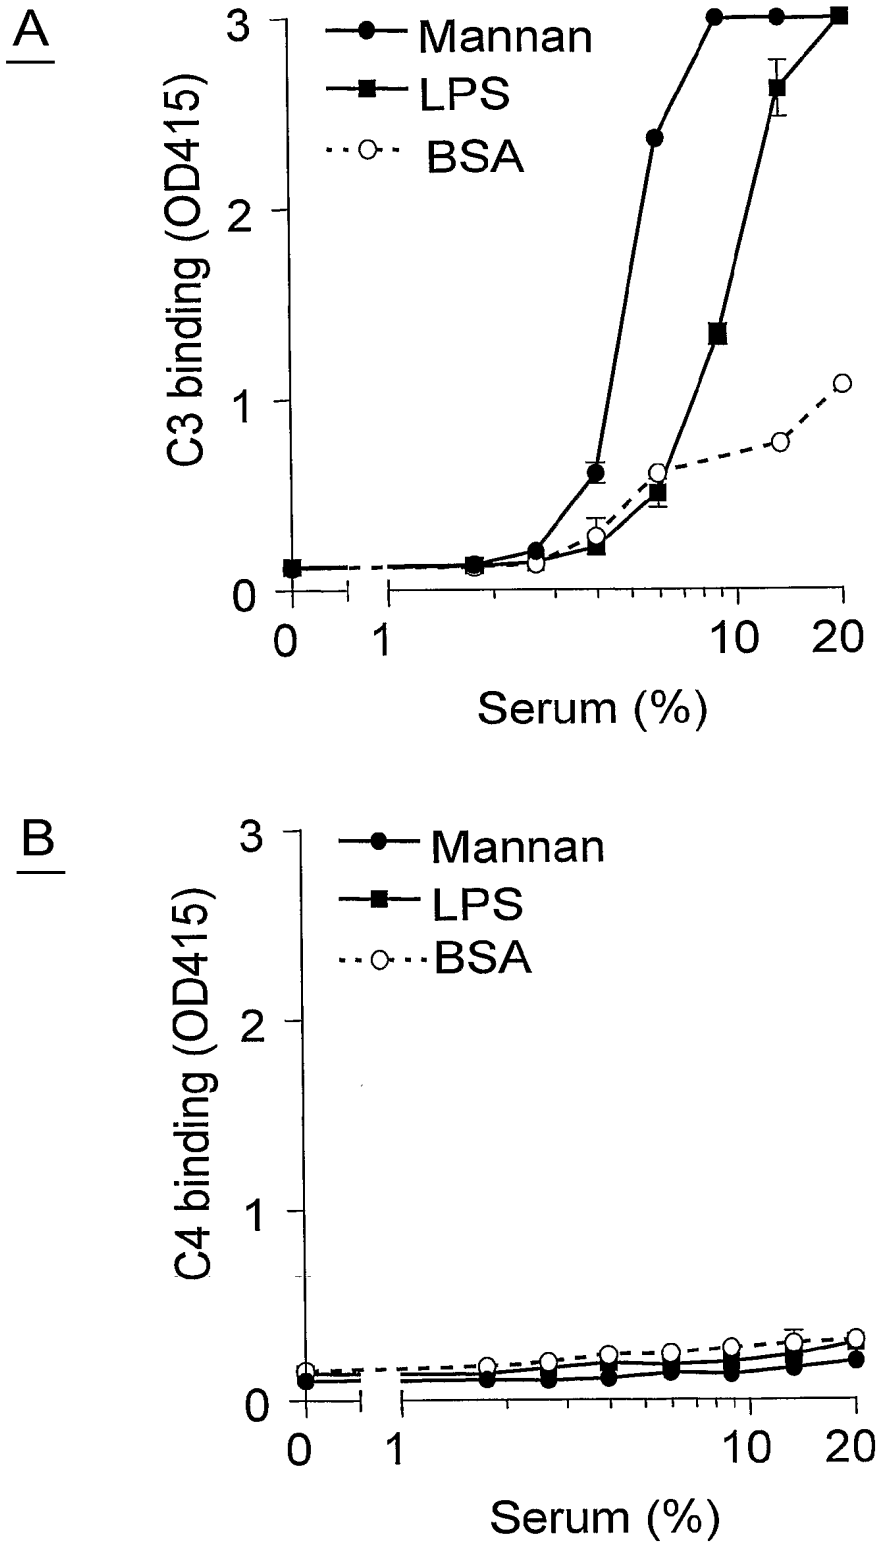 A
3
2
1
0
C3 binding (OD415)
Mannan
LPS
BSA
0 1 10 20
Serum (%)
B
3
2
1
0
C4 binding (OD415)
Mannan
LPS
BSA
0 1 10 20
Serum (%)